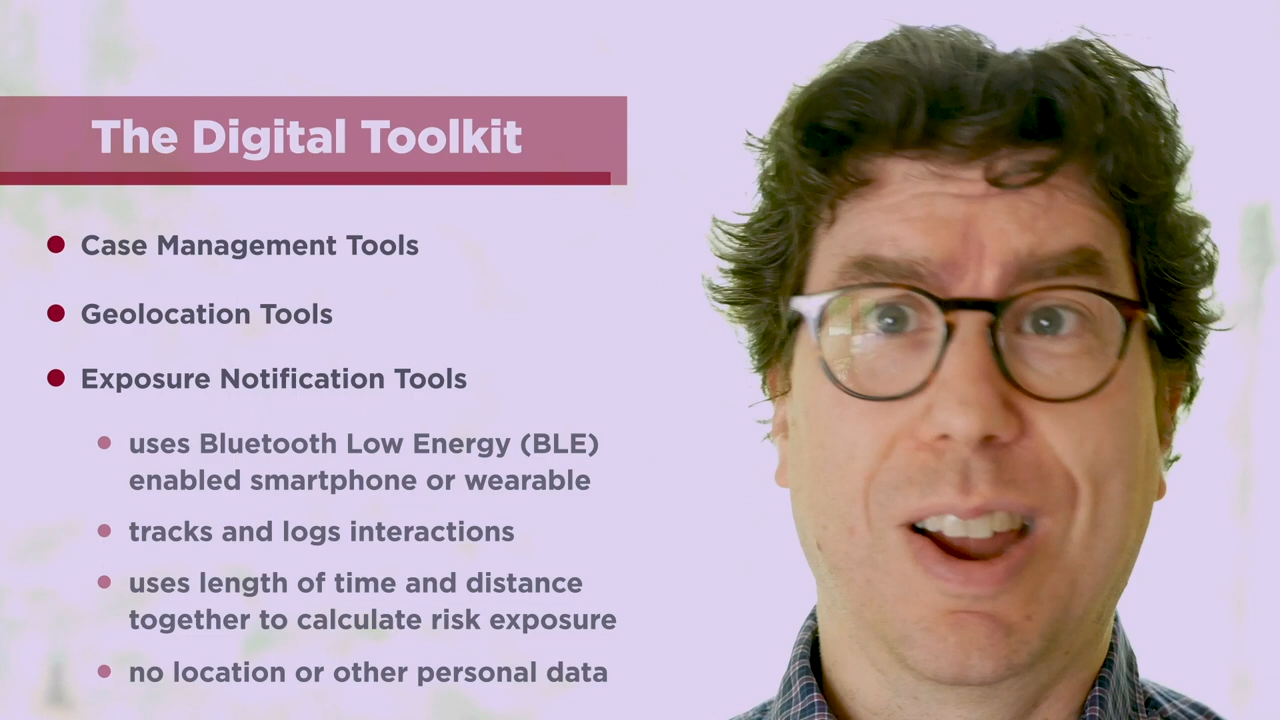 The Digital Toolkit
Case Management Tools
Geolocation Tools
Exposure Notification Tools
uses Bluetooth Low Energy (BLE)
enabled smartphone or wearable
tracks and logs interactions
uses length of time and distance
together to calculate risk exposure
no location or other personal data